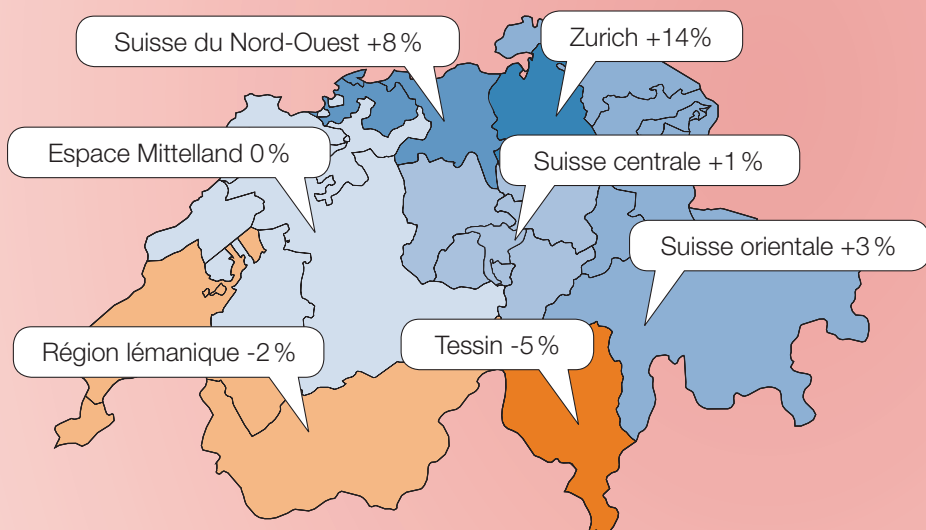 Suisse du Nord-Ouest +8 %
Zurich +14%
Espace Mittelland 0 %
Suisse centrale +1 %
Suisse orientale +3 %
Région lémanique -2 %
Tessin -5 %